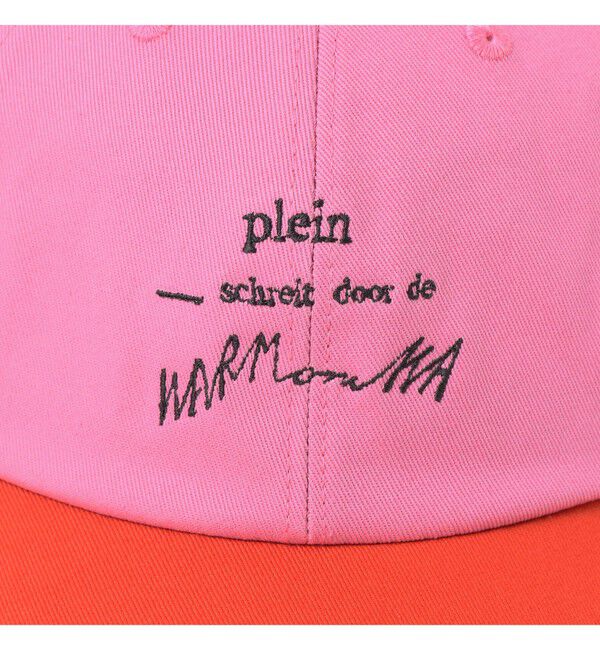 plein
— schreit door de